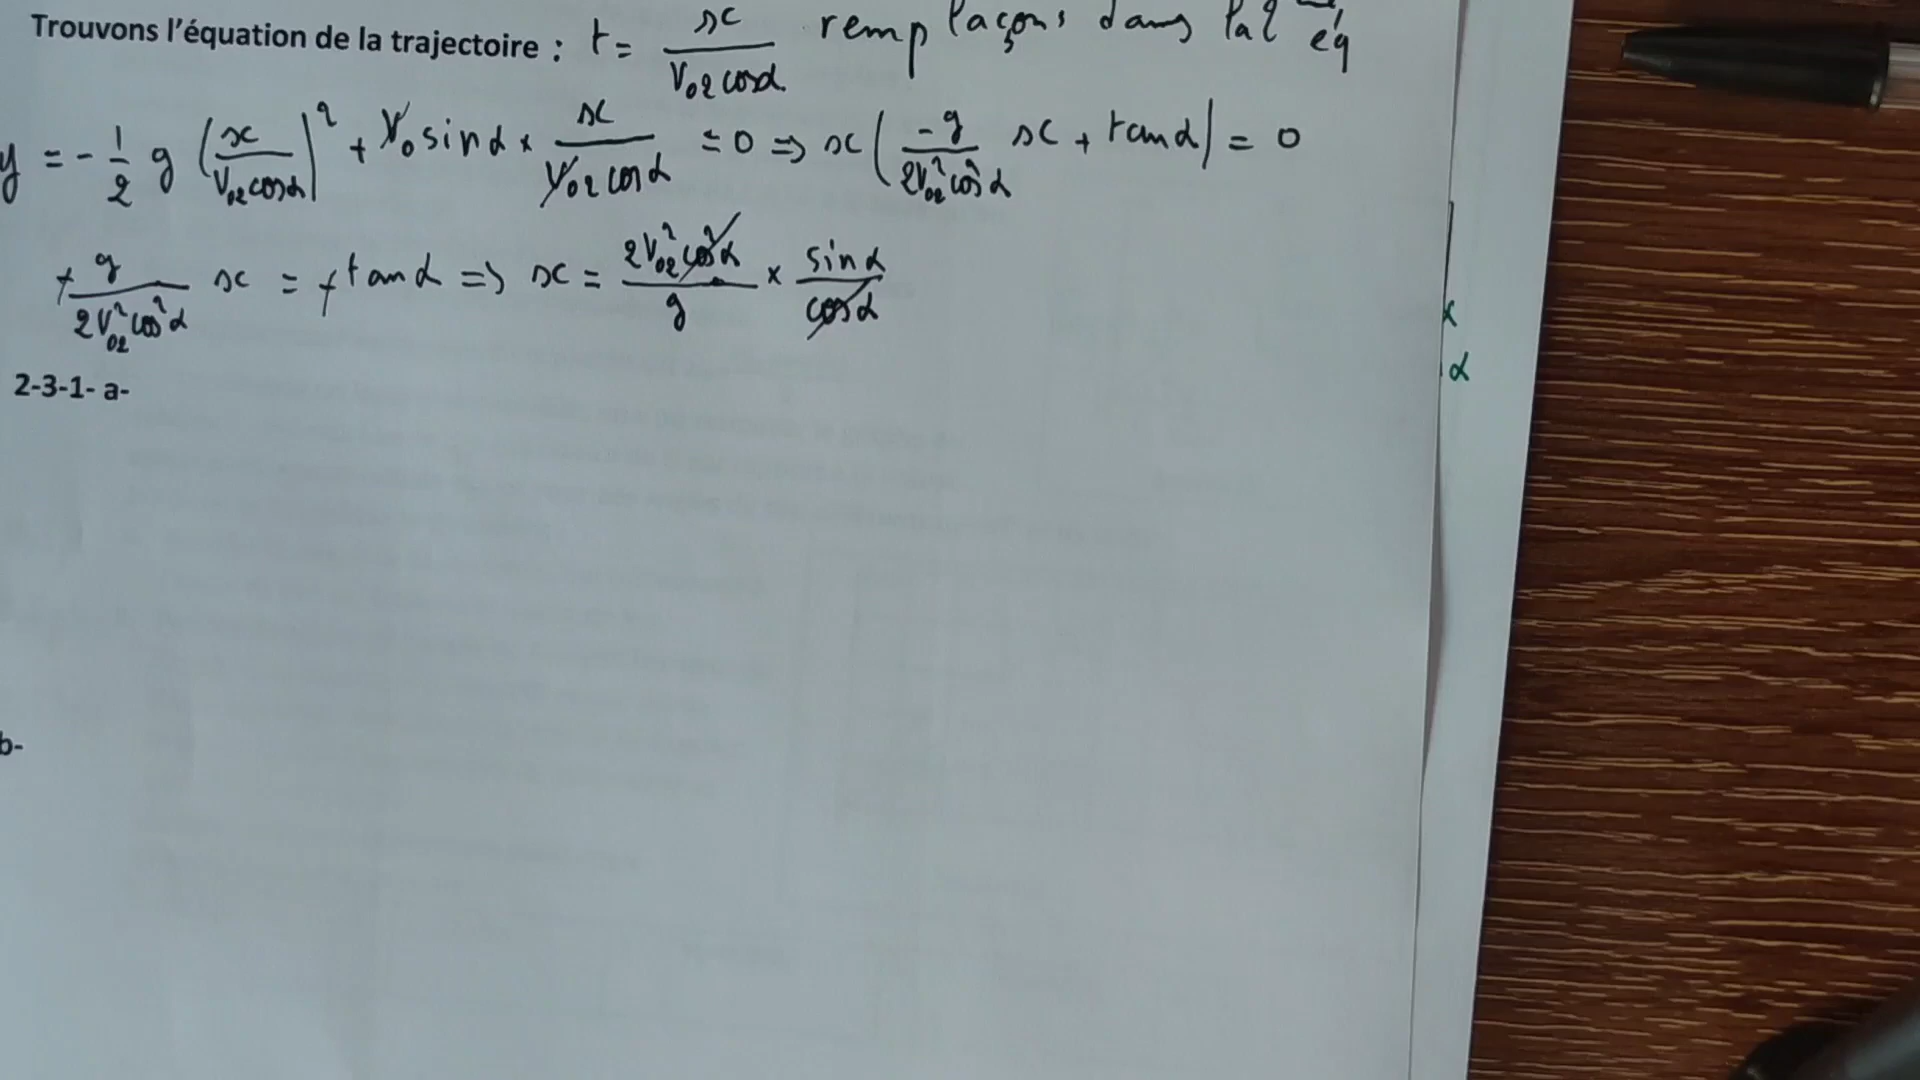 Trouvons l'équation de la trajectoire : t = x / (V₀₂ cosα) remplaçons dans la 2 éq
y = - 1/2 g (x / (V₀₂ cosα))² + V₀ sinα × x / (V₀₂ cosα) = 0 ⇒ x ( -g / (2V₀₂² cos²α) x + tanα ) = 0
+ g / (2V₀₂² cos²α) x = + tanα ⇒ x = 2V₀₂² cos²α / g × sinα / cosα
α
2-3-1- a-
b-